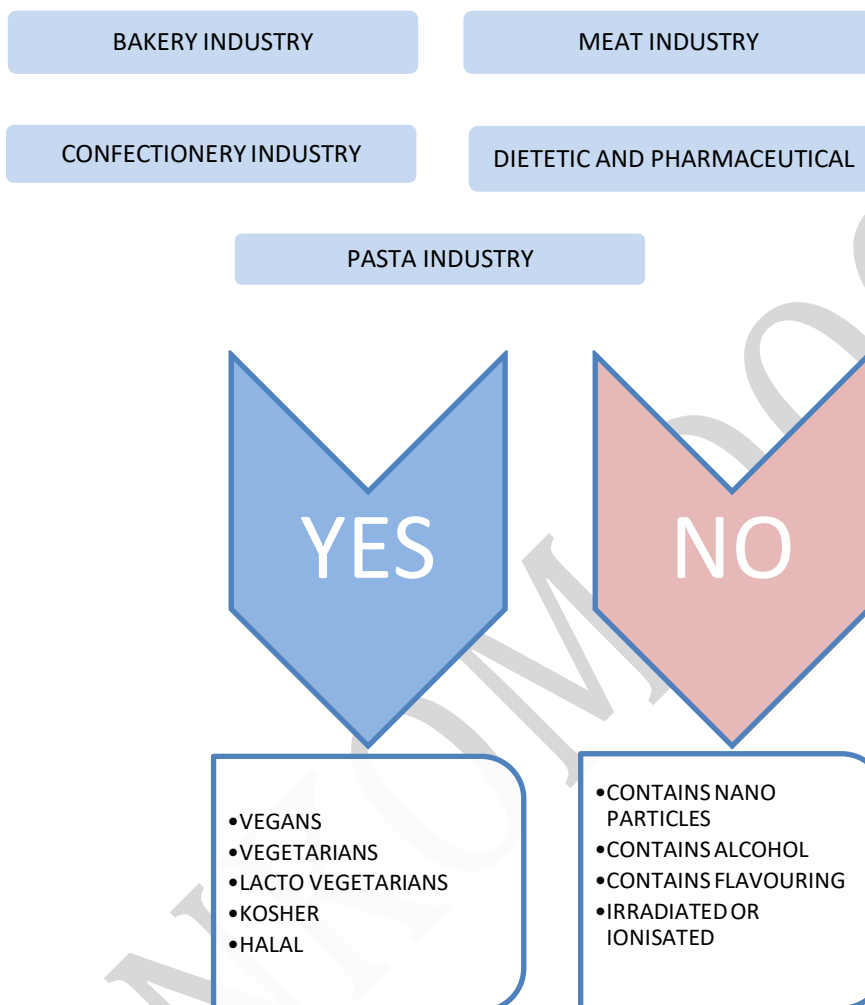 BAKERY INDUSTRY
MEAT INDUSTRY
CONFECTIONERY INDUSTRY
DIETETIC AND PHARMACEUTICAL
PASTA INDUSTRY
YES
NO
•VEGANS
•VEGETARIANS
•LACTO VEGETARIANS
•KOSHER
•HALAL
•CONTAINS NANO
PARTICLES
•CONTAINS ALCOHOL
•CONTAINS FLAVOURING
•IRRADIATED OR
IONISATED